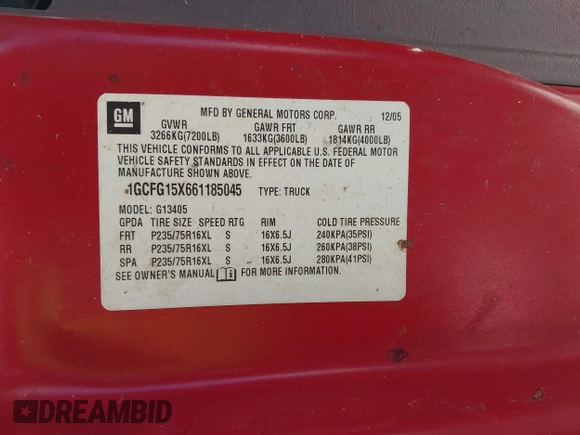 GM
MFD BY GENERAL MOTORS CORP. 12/05
GVWR GAWR FRT GAWR RR
3266KG(7200LB) 1633KG(3600LB) 1814KG(4000LB)
THIS VEHICLE CONFORMS TO ALL APPLICABLE U.S. FEDERAL MOTOR
VEHICLE SAFETY STANDARDS IN EFFECT ON THE DATE OF
MANUFACTURE SHOWN ABOVE.
1GCFG15X661185045 TYPE: TRUCK
MODEL: G13405
GPDA TIRE SIZE SPEED RTG RIM COLD TIRE PRESSURE
FRT P235/75R16XL S 16X6.5J 240KPA(35PSI)
RR P235/75R16XL S 16X6.5J 260KPA(38PSI)
SPA P235/75R16XL S 16X6.5J 280KPA(41PSI)
SEE OWNER'S MANUAL FOR MORE INFORMATION.
DREAMBID